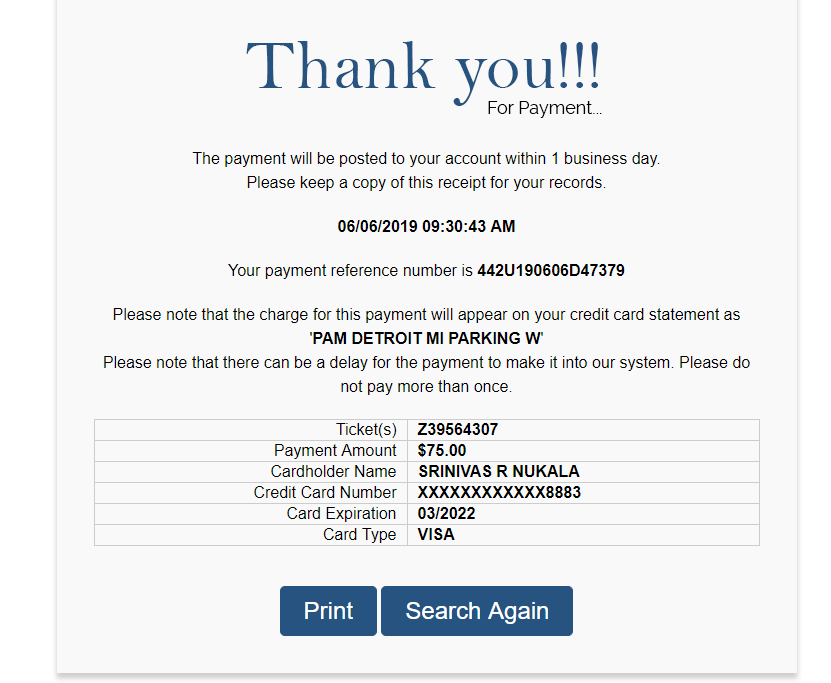 Thank you!!!
For Payment...
The payment will be posted to your account within 1 business day.
Please keep a copy of this receipt for your records.
06/06/2019 09:30:43 AM
Your payment reference number is 442U190606D47379
Please note that the charge for this payment will appear on your credit card statement as
'PAM DETROIT MI PARKING W'
Please note that there can be a delay for the payment to make it into our system. Please do
not pay more than once.
Ticket(s) Z39564307
Payment Amount $75.00
Cardholder Name SRINIVAS R NUKALA
Credit Card Number XXXXXXXXXXXX8883
Card Expiration 03/2022
Card Type VISA
Print Search Again